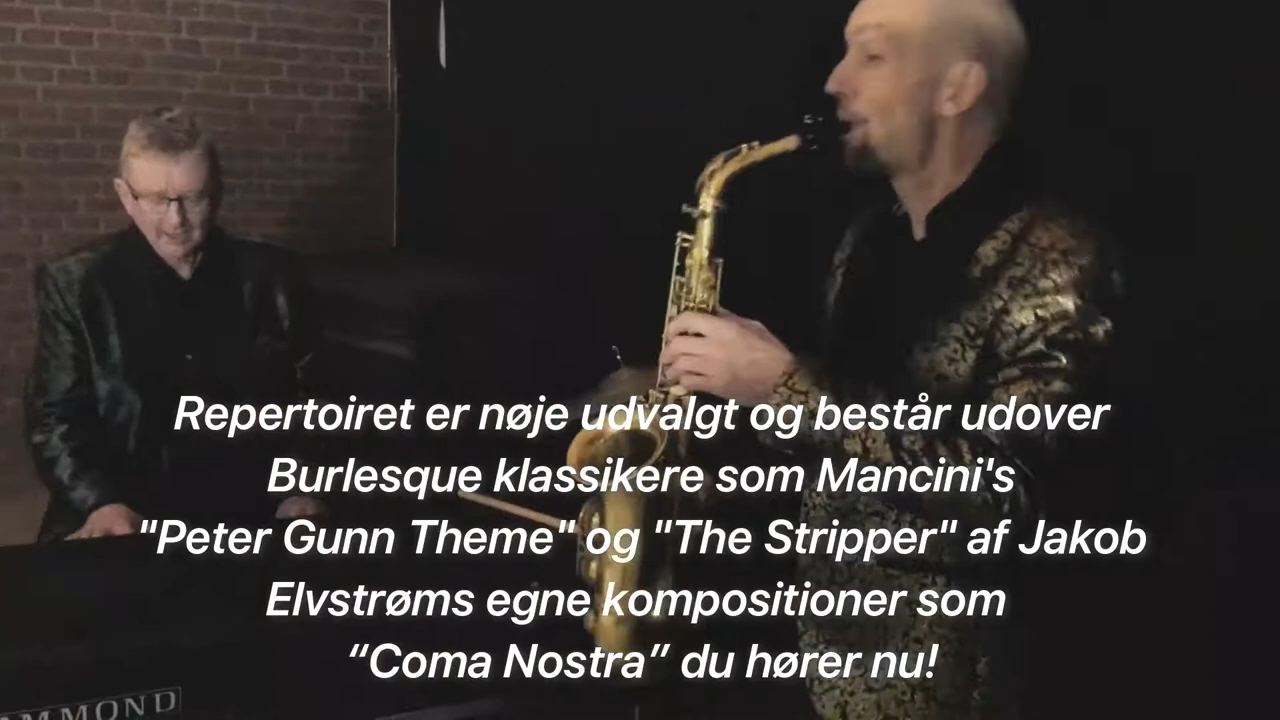 Repertoiret er nøje udvalgt og består udover
Burlesque klassikere som Mancini's
"Peter Gunn Theme" og "The Stripper" af Jakob
Elvstrøms egne kompositioner som
“Coma Nostra” du hører nu!
AMMOND